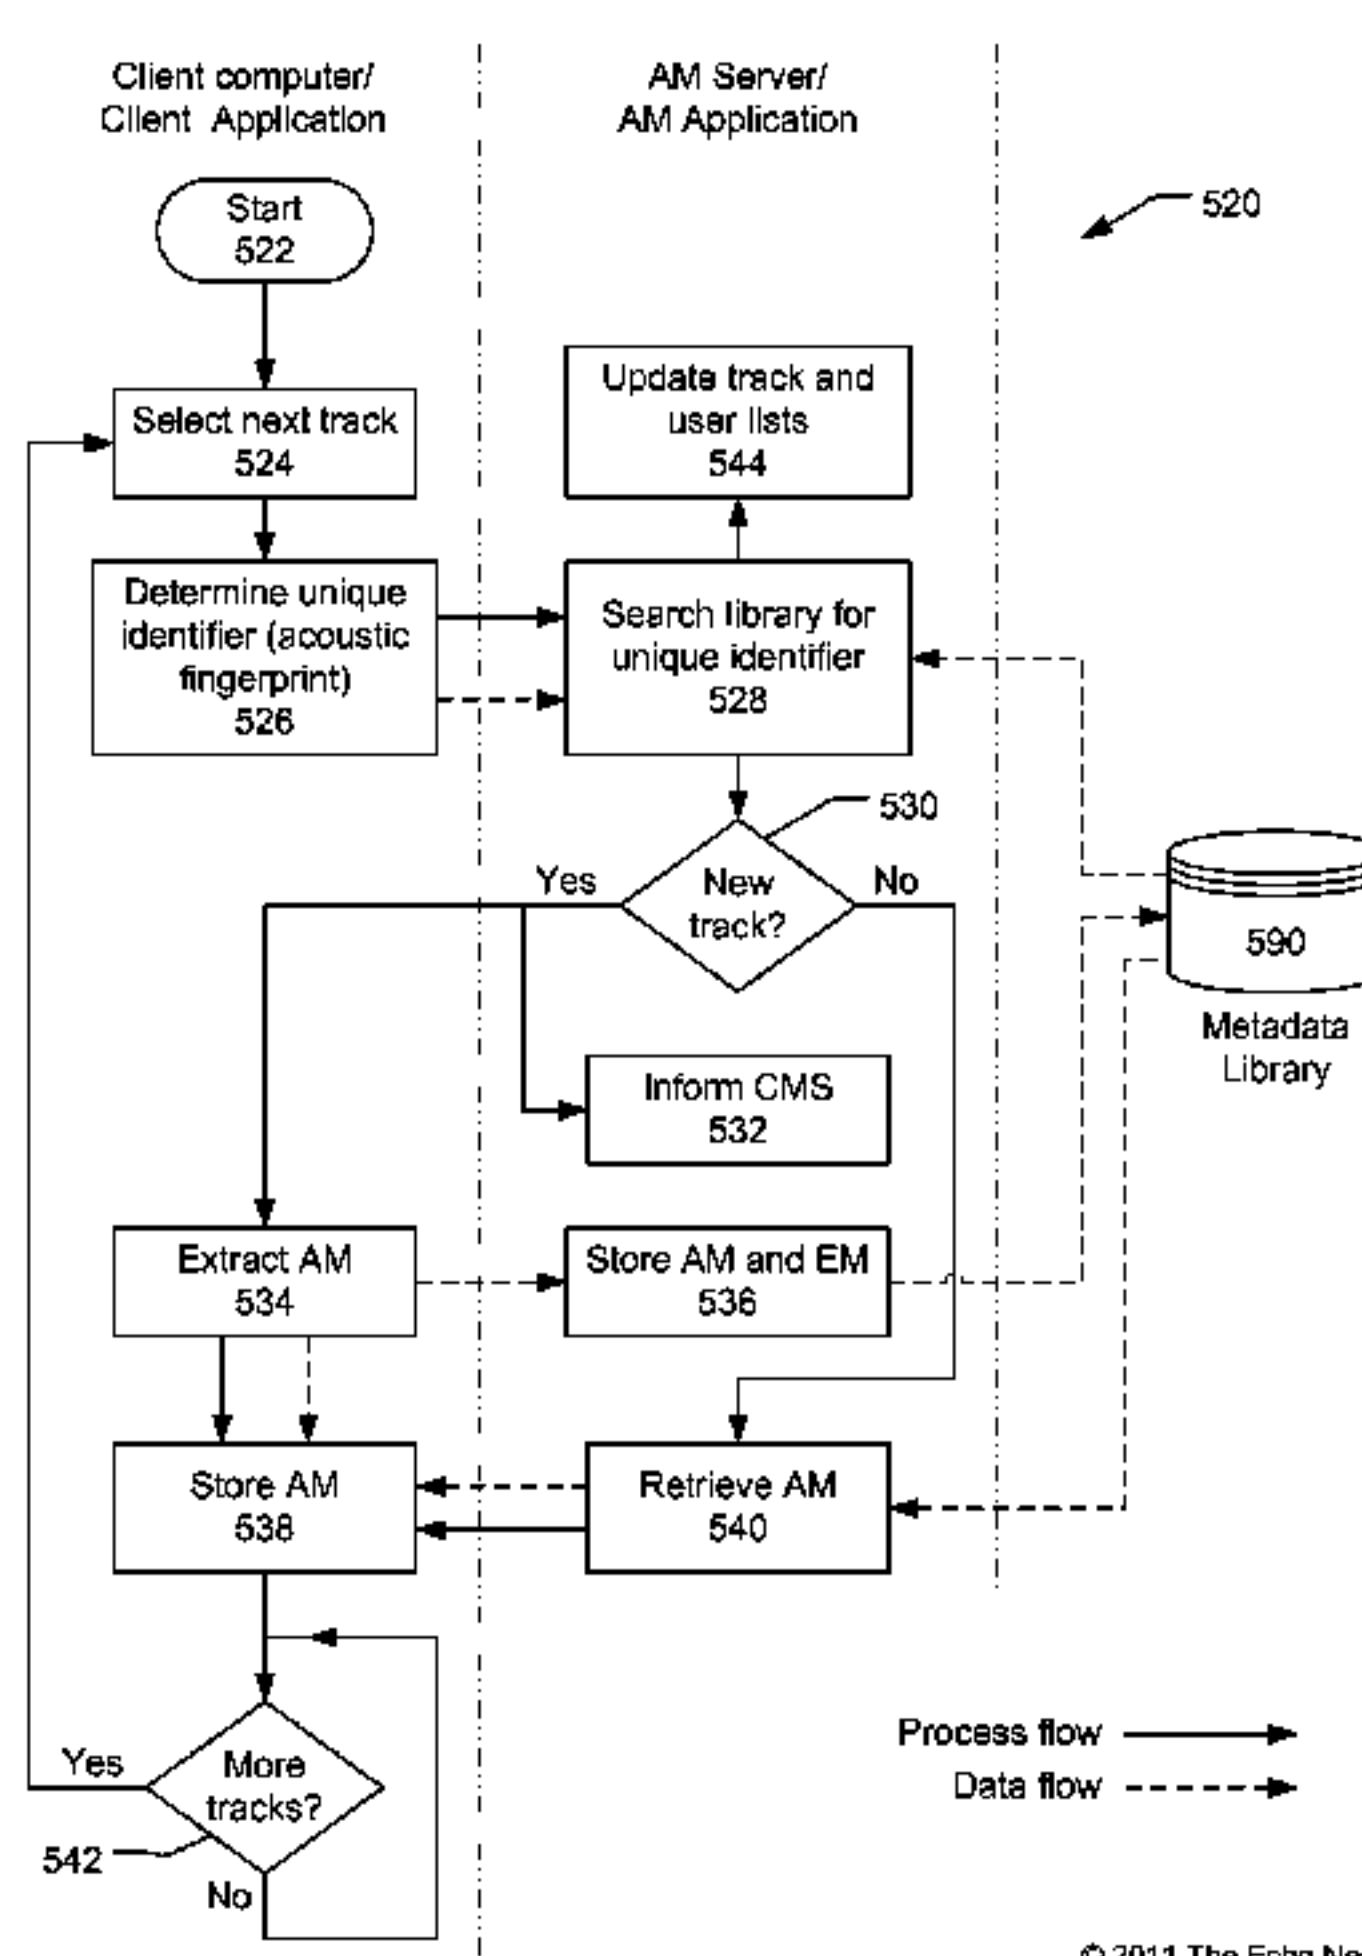 Client computer/
Client Application
AM Server/
AM Application
520
Start
522
Select next track
524
Update track and
user lists
544
Determine unique
identifier (acoustic
fingerprint)
526
Search library for
unique identifier
528
530
Yes
New
track?
No
590
Metadata
Library
Inform CMS
532
Extract AM
534
Store AM and EM
536
Store AM
538
Retrieve AM
540
Process flow
Data flow
Yes
More
tracks?
542
No
© 2011 The Echo